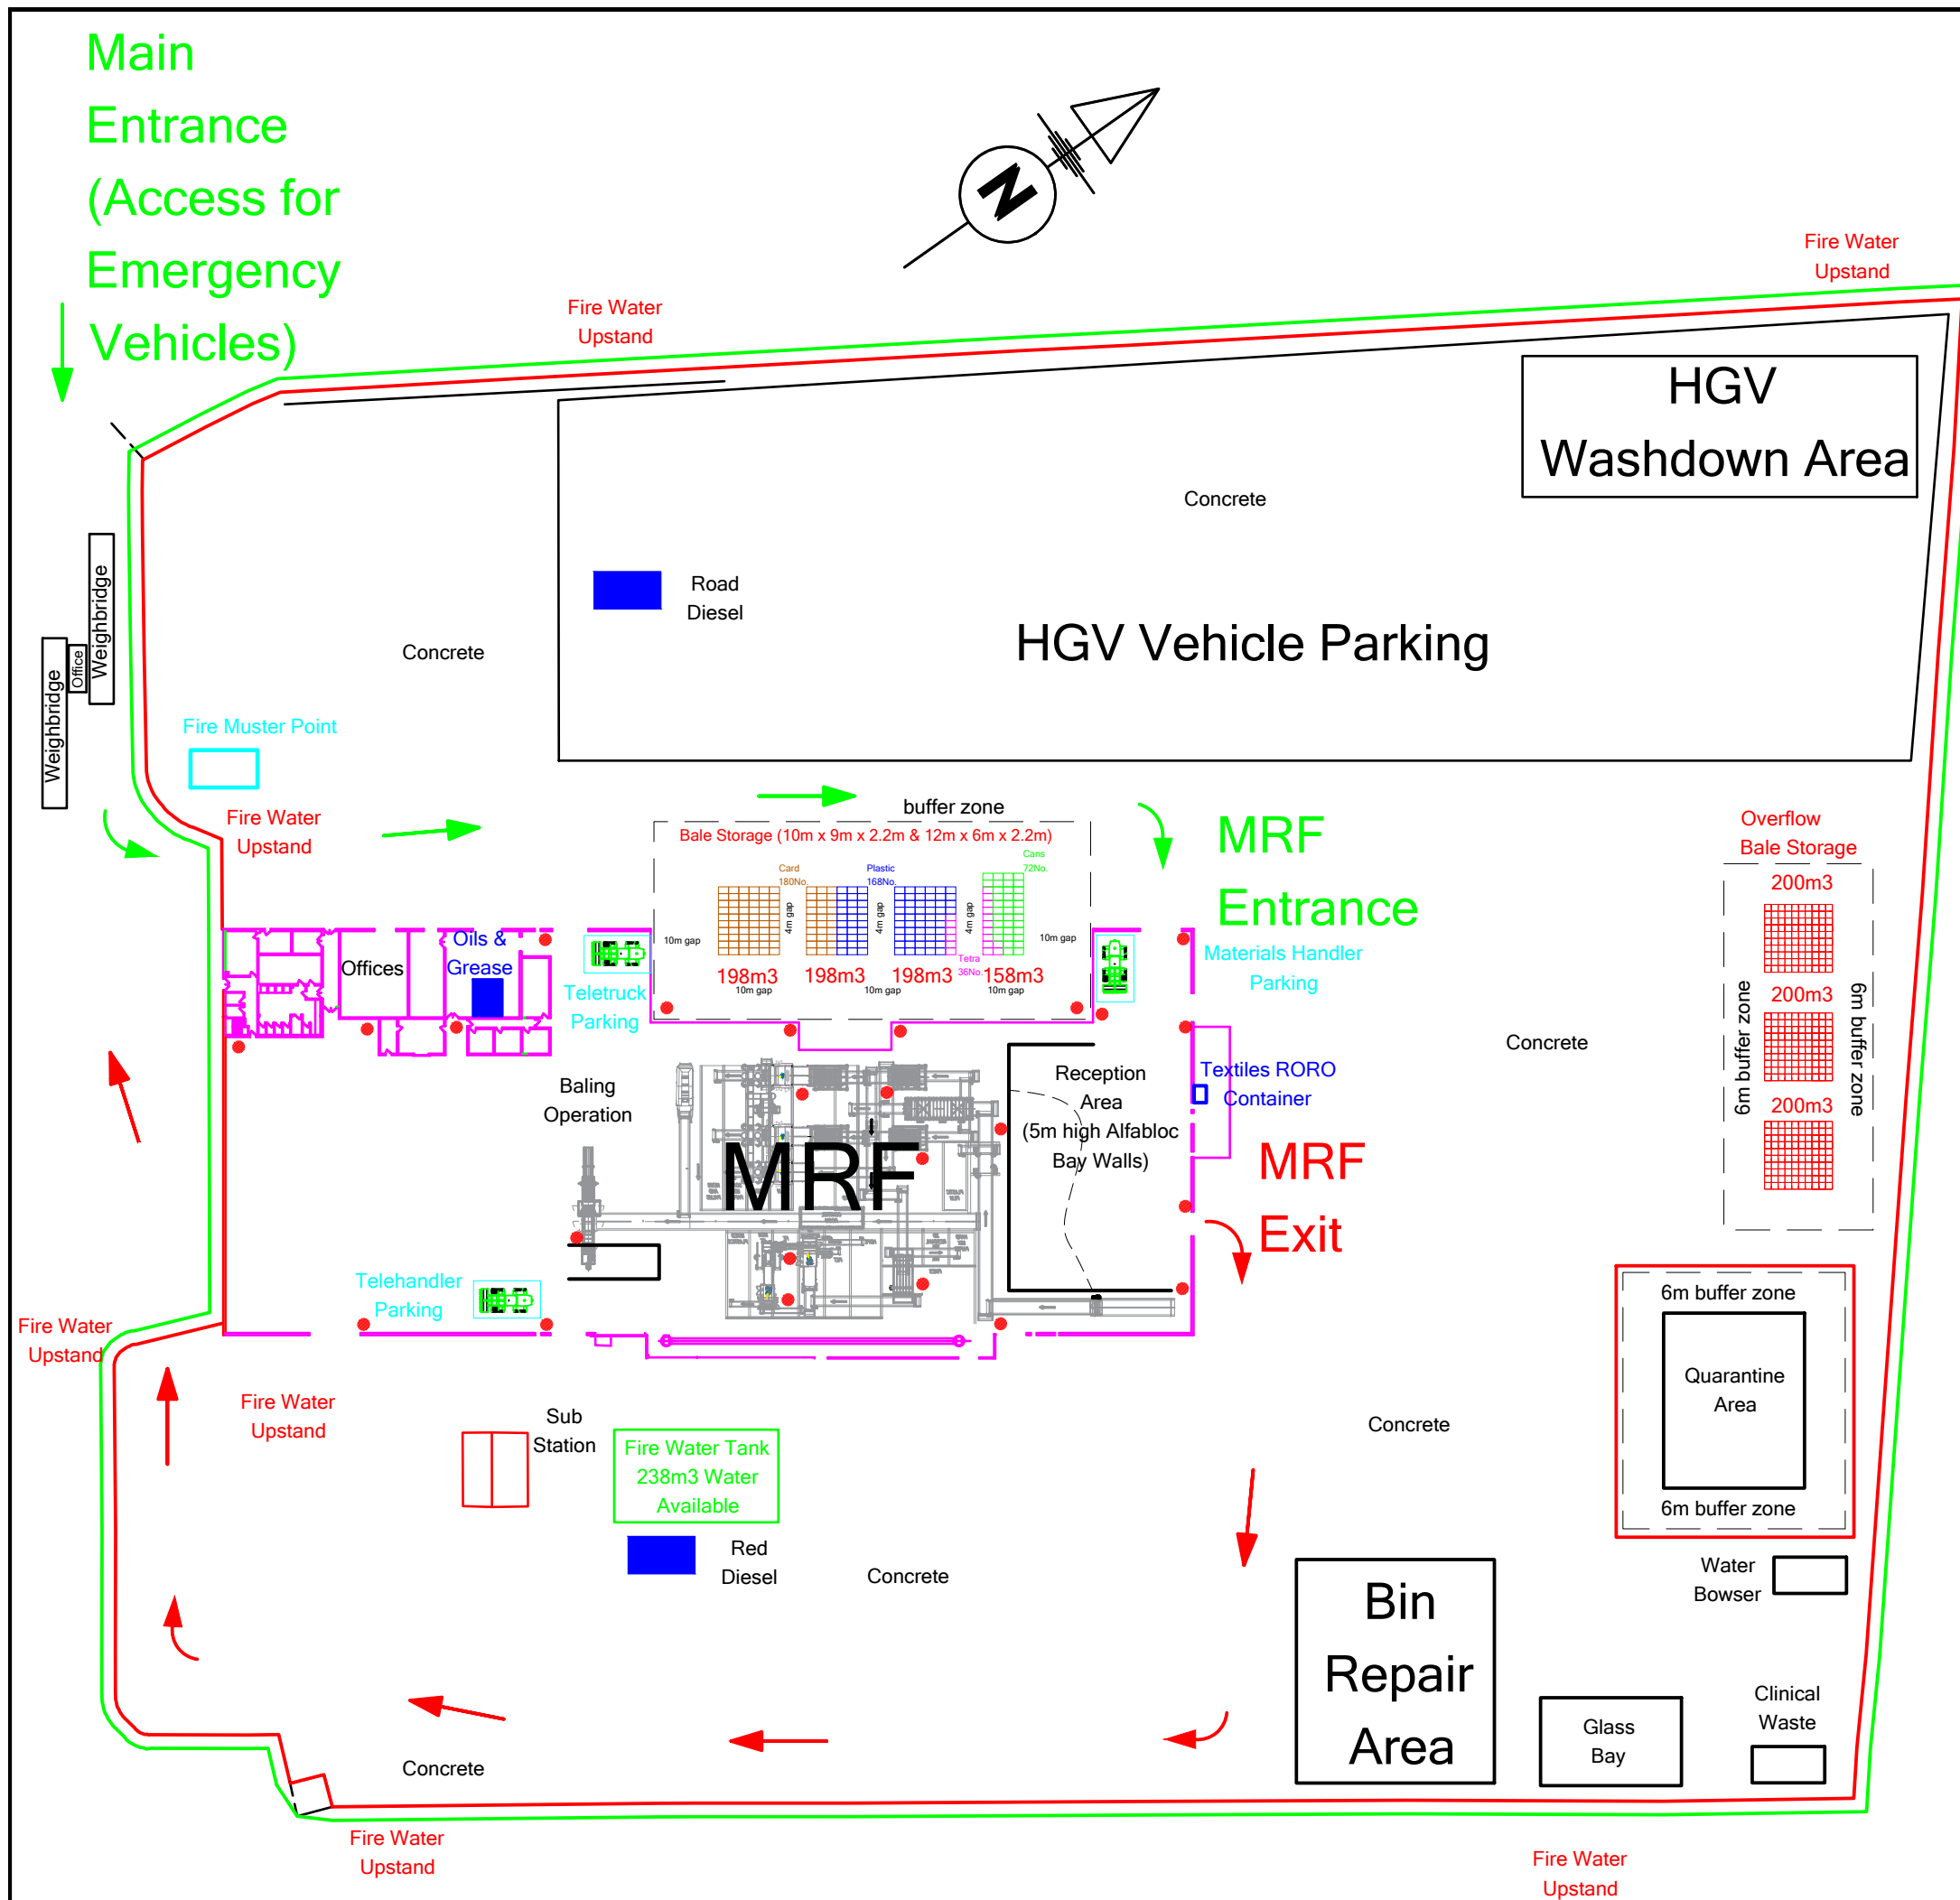 Main
Entrance
(Access for
Emergency
Vehicles)
N
Fire Water
Upstand
Fire Water
Upstand
HGV
Washdown Area
Concrete
Road
Diesel
HGV Vehicle Parking
Concrete
Weighbridge
Office
Weighbridge
Fire Muster Point
Fire Water
Upstand
buffer zone
Bale Storage (10m x 9m x 2.2m & 12m x 6m x 2.2m)
Card
180No.
Plastic
168No.
Cans
72No.
4m gap
4m gap
4m gap
10m gap
10m gap
Tetra
36No.
198m3
198m3
198m3
158m3
10m gap
10m gap
10m gap
MRF
Entrance
Overflow
Bale Storage
200m3
200m3
200m3
6m buffer zone
6m buffer zone
Oils &
Grease
Offices
Teletruck
Parking
Materials Handler
Parking
Concrete
Baling
Operation
MRF
Reception
Area
(5m high Alfabloc
Bay Walls)
Textiles RORO
Container
MRF
Exit
Telehandler
Parking
Fire Water
Upstand
Fire Water
Upstand
Sub
Station
Fire Water Tank
238m3 Water
Available
Red
Diesel
Concrete
Concrete
6m buffer zone
Quarantine
Area
6m buffer zone
Water
Bowser
Bin
Repair
Area
Glass
Bay
Clinical
Waste
Concrete
Fire Water
Upstand
Fire Water
Upstand